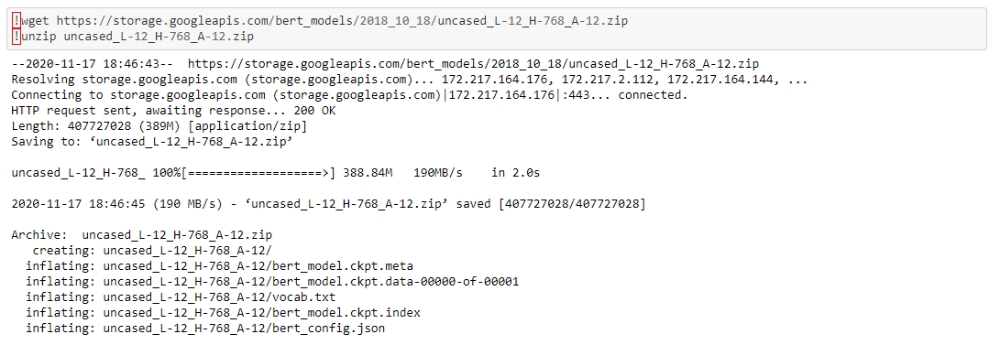 !wget https://storage.googleapis.com/bert_models/2018_10_18/uncased_L-12_H-768_A-12.zip
!unzip uncased_L-12_H-768_A-12.zip
--2020-11-17 18:46:43--  https://storage.googleapis.com/bert_models/2018_10_18/uncased_L-12_H-768_A-12.zip
Resolving storage.googleapis.com (storage.googleapis.com)... 172.217.164.176, 172.217.2.112, 172.217.164.144, ...
Connecting to storage.googleapis.com (storage.googleapis.com)|172.217.164.176|:443... connected.
HTTP request sent, awaiting response... 200 OK
Length: 407727028 (389M) [application/zip]
Saving to: ‘uncased_L-12_H-768_A-12.zip’
uncased_L-12_H-768_ 100%[===================>] 388.84M   190MB/s    in 2.0s
2020-11-17 18:46:45 (190 MB/s) - ‘uncased_L-12_H-768_A-12.zip’ saved [407727028/407727028]
Archive:  uncased_L-12_H-768_A-12.zip
   creating: uncased_L-12_H-768_A-12/
  inflating: uncased_L-12_H-768_A-12/bert_model.ckpt.meta
  inflating: uncased_L-12_H-768_A-12/bert_model.ckpt.data-00000-of-00001
  inflating: uncased_L-12_H-768_A-12/vocab.txt
  inflating: uncased_L-12_H-768_A-12/bert_model.ckpt.index
  inflating: uncased_L-12_H-768_A-12/bert_config.json